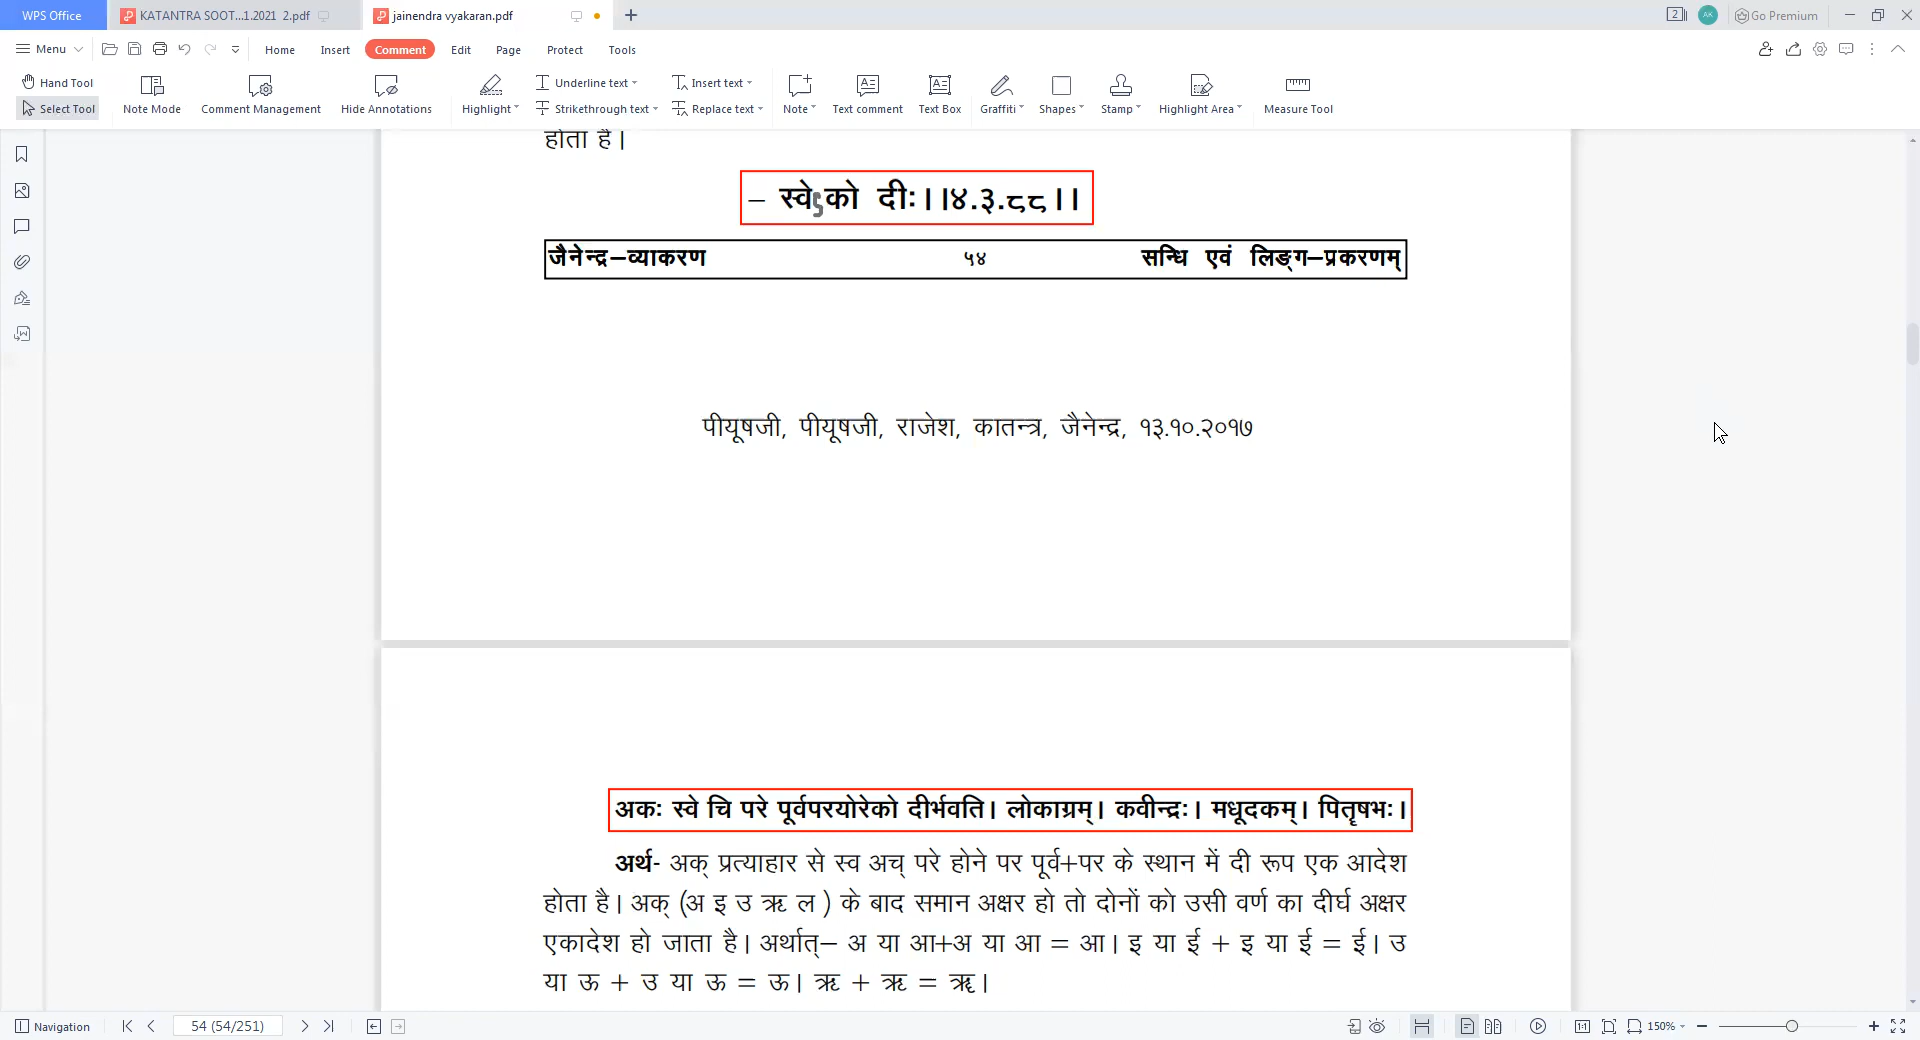 WPS Office KATANTRA SOOT...1.2021 2.pdf jainendra vyakaran.pdf 2 AK Go Premium
Menu Home Insert Comment Edit Page Protect Tools
Hand Tool Underline text Insert text
Select Tool Note Mode Comment Management Hide Annotations Highlight Strikethrough text Replace text Note Text comment Text Box Graffiti Shapes Stamp Highlight Area Measure Tool
होता है।
– स्वेऽको दीः।।४.३.८८।।
जैनेन्द्र–व्याकरण ५४ सन्धि एवं लिङ्ग–प्रकरणम्
पीयूषजी, पीयूषजी, राजेश, कातन्त्र, जैनेन्द्र, १३.१०.२०१७
अकः स्वे चि परे पूर्वपरयोरेको दीर्भवति। लोकाग्रम्। कवीन्द्रः। मधूदकम्। पितॄषभः।
अर्थ- अक् प्रत्याहार से स्व अच् परे होने पर पूर्व+पर के स्थान में दी रूप एक आदेश
होता है। अक् (अ इ उ ऋ ल ) के बाद समान अक्षर हो तो दोनों को उसी वर्ण का दीर्घ अक्षर
एकादेश हो जाता है। अर्थात्– अ या आ+अ या आ = आ। इ या ई + इ या ई = ई। उ
या ऊ + उ या ऊ = ऊ। ऋ + ऋ = ॠ।
Navigation 54 (54/251) 1:1 150%